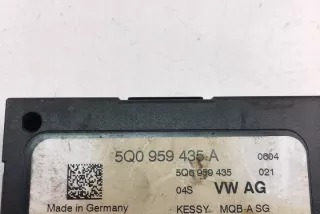 5Q0 959 435 A 0604
5Q0 959 435 021
04S VW AG
Made in Germany KESSY MQB-A SG